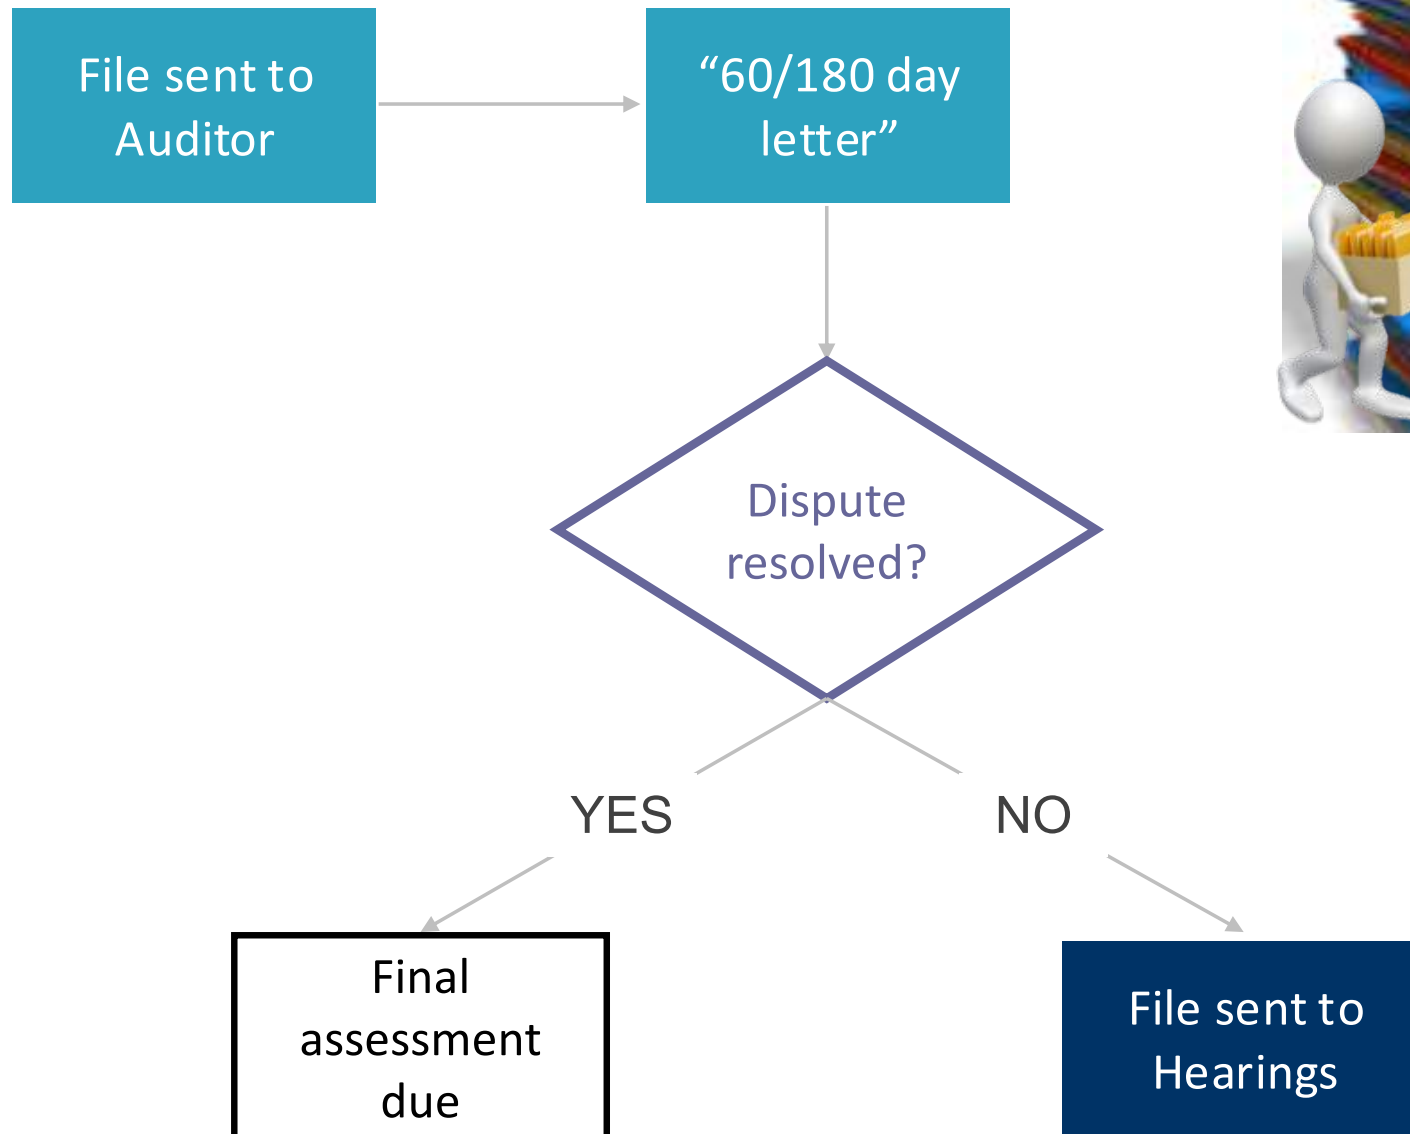 File sent to
Auditor
“60/180 day
letter”
Dispute
resolved?
YES
NO
Final
assessment
due
File sent to
Hearings